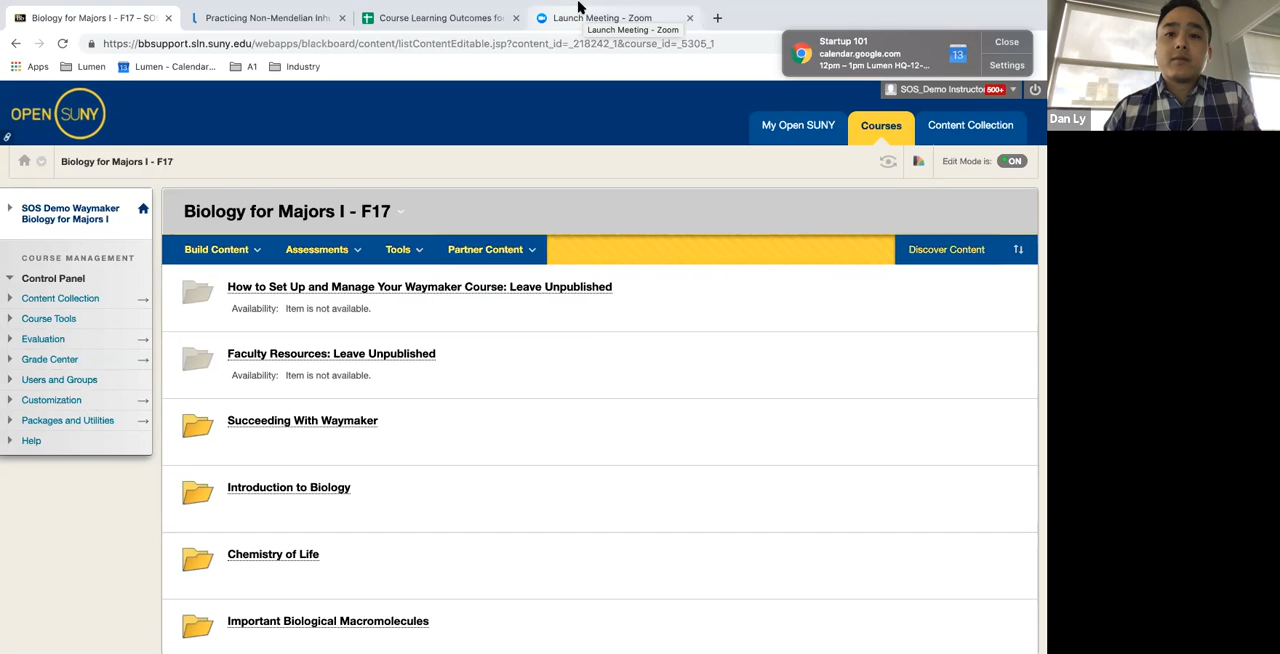 Biology for Majors I - F17 – SO
Practicing Non-Mendelian Inh
Course Learning Outcomes fo
Launch Meeting - Zoom
Launch Meeting - Zoom
https://bbsupport.sln.suny.edu/webapps/blackboard/content/listContentEditable.jsp?content_id=_218242_1&course_id=_5305_1
Startup 101
calendar.google.com
12pm – 1pm Lumen HQ-12-...
13
Close
Settings
Apps
Lumen
Lumen - Calendar...
A1
Industry
SOS_Demo Instructo
500+
OPEN SUNY
My Open SUNY
Courses
Content Collection
Dan Ly
Biology for Majors I - F17
Edit Mode is:
ON
SOS Demo Waymaker
Biology for Majors I
COURSE MANAGEMENT
Control Panel
Content Collection
Course Tools
Evaluation
Grade Center
Users and Groups
Customization
Packages and Utilities
Help
Biology for Majors I - F17
Build Content
Assessments
Tools
Partner Content
Discover Content
How to Set Up and Manage Your Waymaker Course: Leave Unpublished
Availability: Item is not available.
Faculty Resources: Leave Unpublished
Availability: Item is not available.
Succeeding With Waymaker
Introduction to Biology
Chemistry of Life
Important Biological Macromolecules